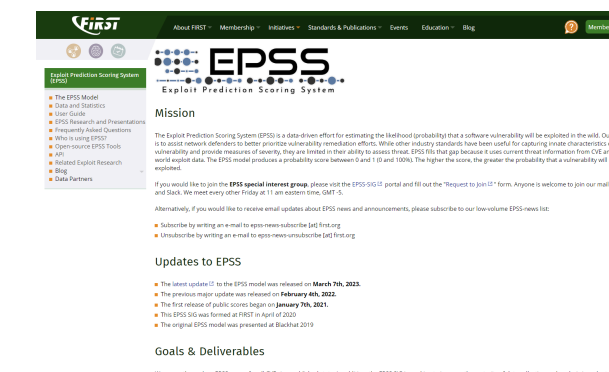 FIRST
About FIRST Membership Initiatives Standards & Publications Events Education Blog
Membe
Exploit Prediction Scoring System
(EPSS)
The EPSS Model
Data and Statistics
User Guide
EPSS Research and Presentations
Frequently Asked Questions
Who is using EPSS?
Open-source EPSS Tools
API
Related Exploit Research
Blog
Data Partners
EPSS
Exploit Prediction Scoring System
Mission
The Exploit Prediction Scoring System (EPSS) is a data-driven effort for estimating the likelihood (probability) that a software vulnerability will be exploited in the wild. Ou
is to assist network defenders to better prioritize vulnerability remediation efforts. While other industry standards have been useful for capturing innate characteristics o
vulnerability and provide measures of severity, they are limited in their ability to assess threat. EPSS fills that gap because it uses current threat information from CVE an
world exploit data. The EPSS model produces a probability score between 0 and 1 (0 and 100%). The higher the score, the greater the probability that a vulnerability will
exploited.
If you would like to join the EPSS special interest group, please visit the EPSS-SIG portal and fill out the "Request to Join" form. Anyone is welcome to join our mail
and Slack. We meet every other Friday at 11 am eastern time, GMT -5.
Alternatively, if you would like to receive email updates about EPSS news and announcements, please subscribe to our low-volume EPSS-news list:
Subscribe by writing an e-mail to epss-news-subscribe [at] first.org
Unsubscribe by writing an e-mail to epss-news-unsubscribe [at] first.org
Updates to EPSS
The latest update to the EPSS model was released on March 7th, 2023.
The previous major update was released on February 4th, 2022.
The first release of public scores began on January 7th, 2021.
This EPSS SIG was formed at FIRST in April of 2020
The original EPSS model was presented at Blackhat 2019
Goals & Deliverables